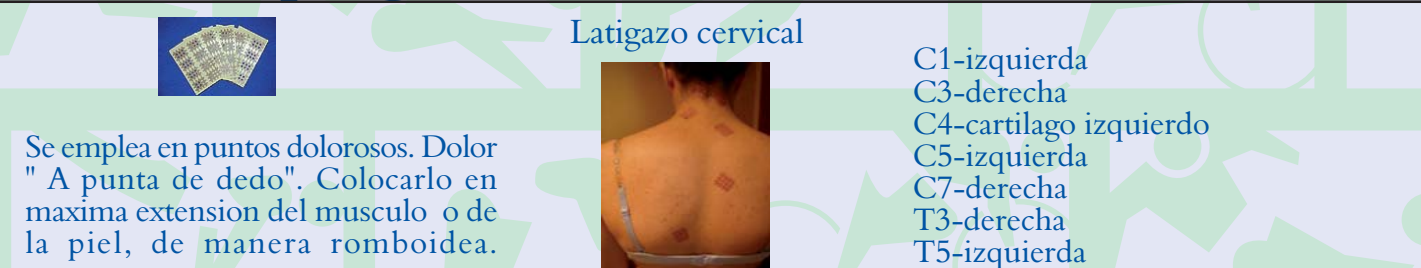 Se emplea en puntos dolorosos. Dolor
" A punta de dedo". Colocarlo en
maxima extension del musculo o de
la piel, de manera romboidea.
Latigazo cervical
C1-izquierda
C3-derecha
C4-cartilago izquierdo
C5-izquierda
C7-derecha
T3-derecha
T5-izquierda